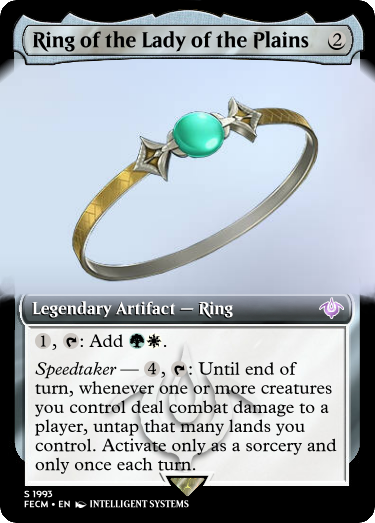 Ring of the Lady of the Plains 2
Legendary Artifact — Ring
1, : Add .
Speedtaker — 4, : Until end of
turn, whenever one or more creatures
you control deal combat damage to a
player, untap that many lands you
control. Activate only as a sorcery and
only once each turn.
S 1993
FECM • EN INTELLIGENT SYSTEMS